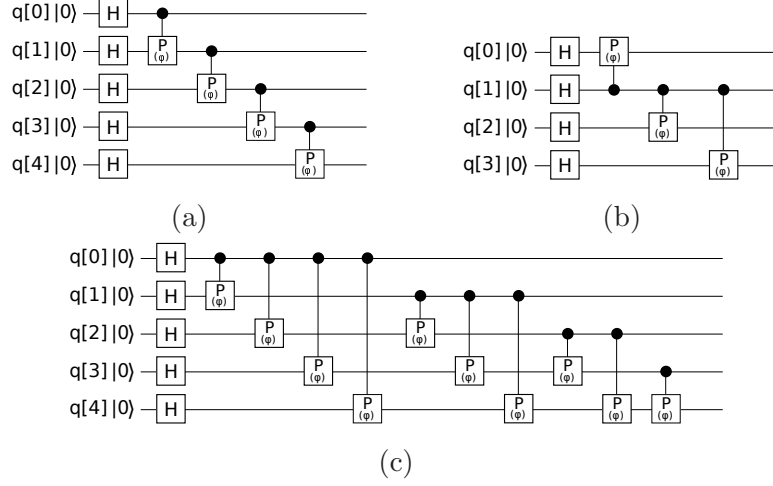 q[0]|0⟩ H
q[1]|0⟩ H P (φ)
q[2]|0⟩ H P (φ)
q[3]|0⟩ H P (φ)
q[4]|0⟩ H P (φ)
(a)
q[0]|0⟩ H P (φ)
q[1]|0⟩ H
q[2]|0⟩ H P (φ)
q[3]|0⟩ H P (φ)
(b)
q[0]|0⟩ H
q[1]|0⟩ H P (φ)
q[2]|0⟩ H P (φ) P (φ)
q[3]|0⟩ H P (φ) P (φ) P (φ)
q[4]|0⟩ H P (φ) P (φ) P (φ) P (φ)
(c)